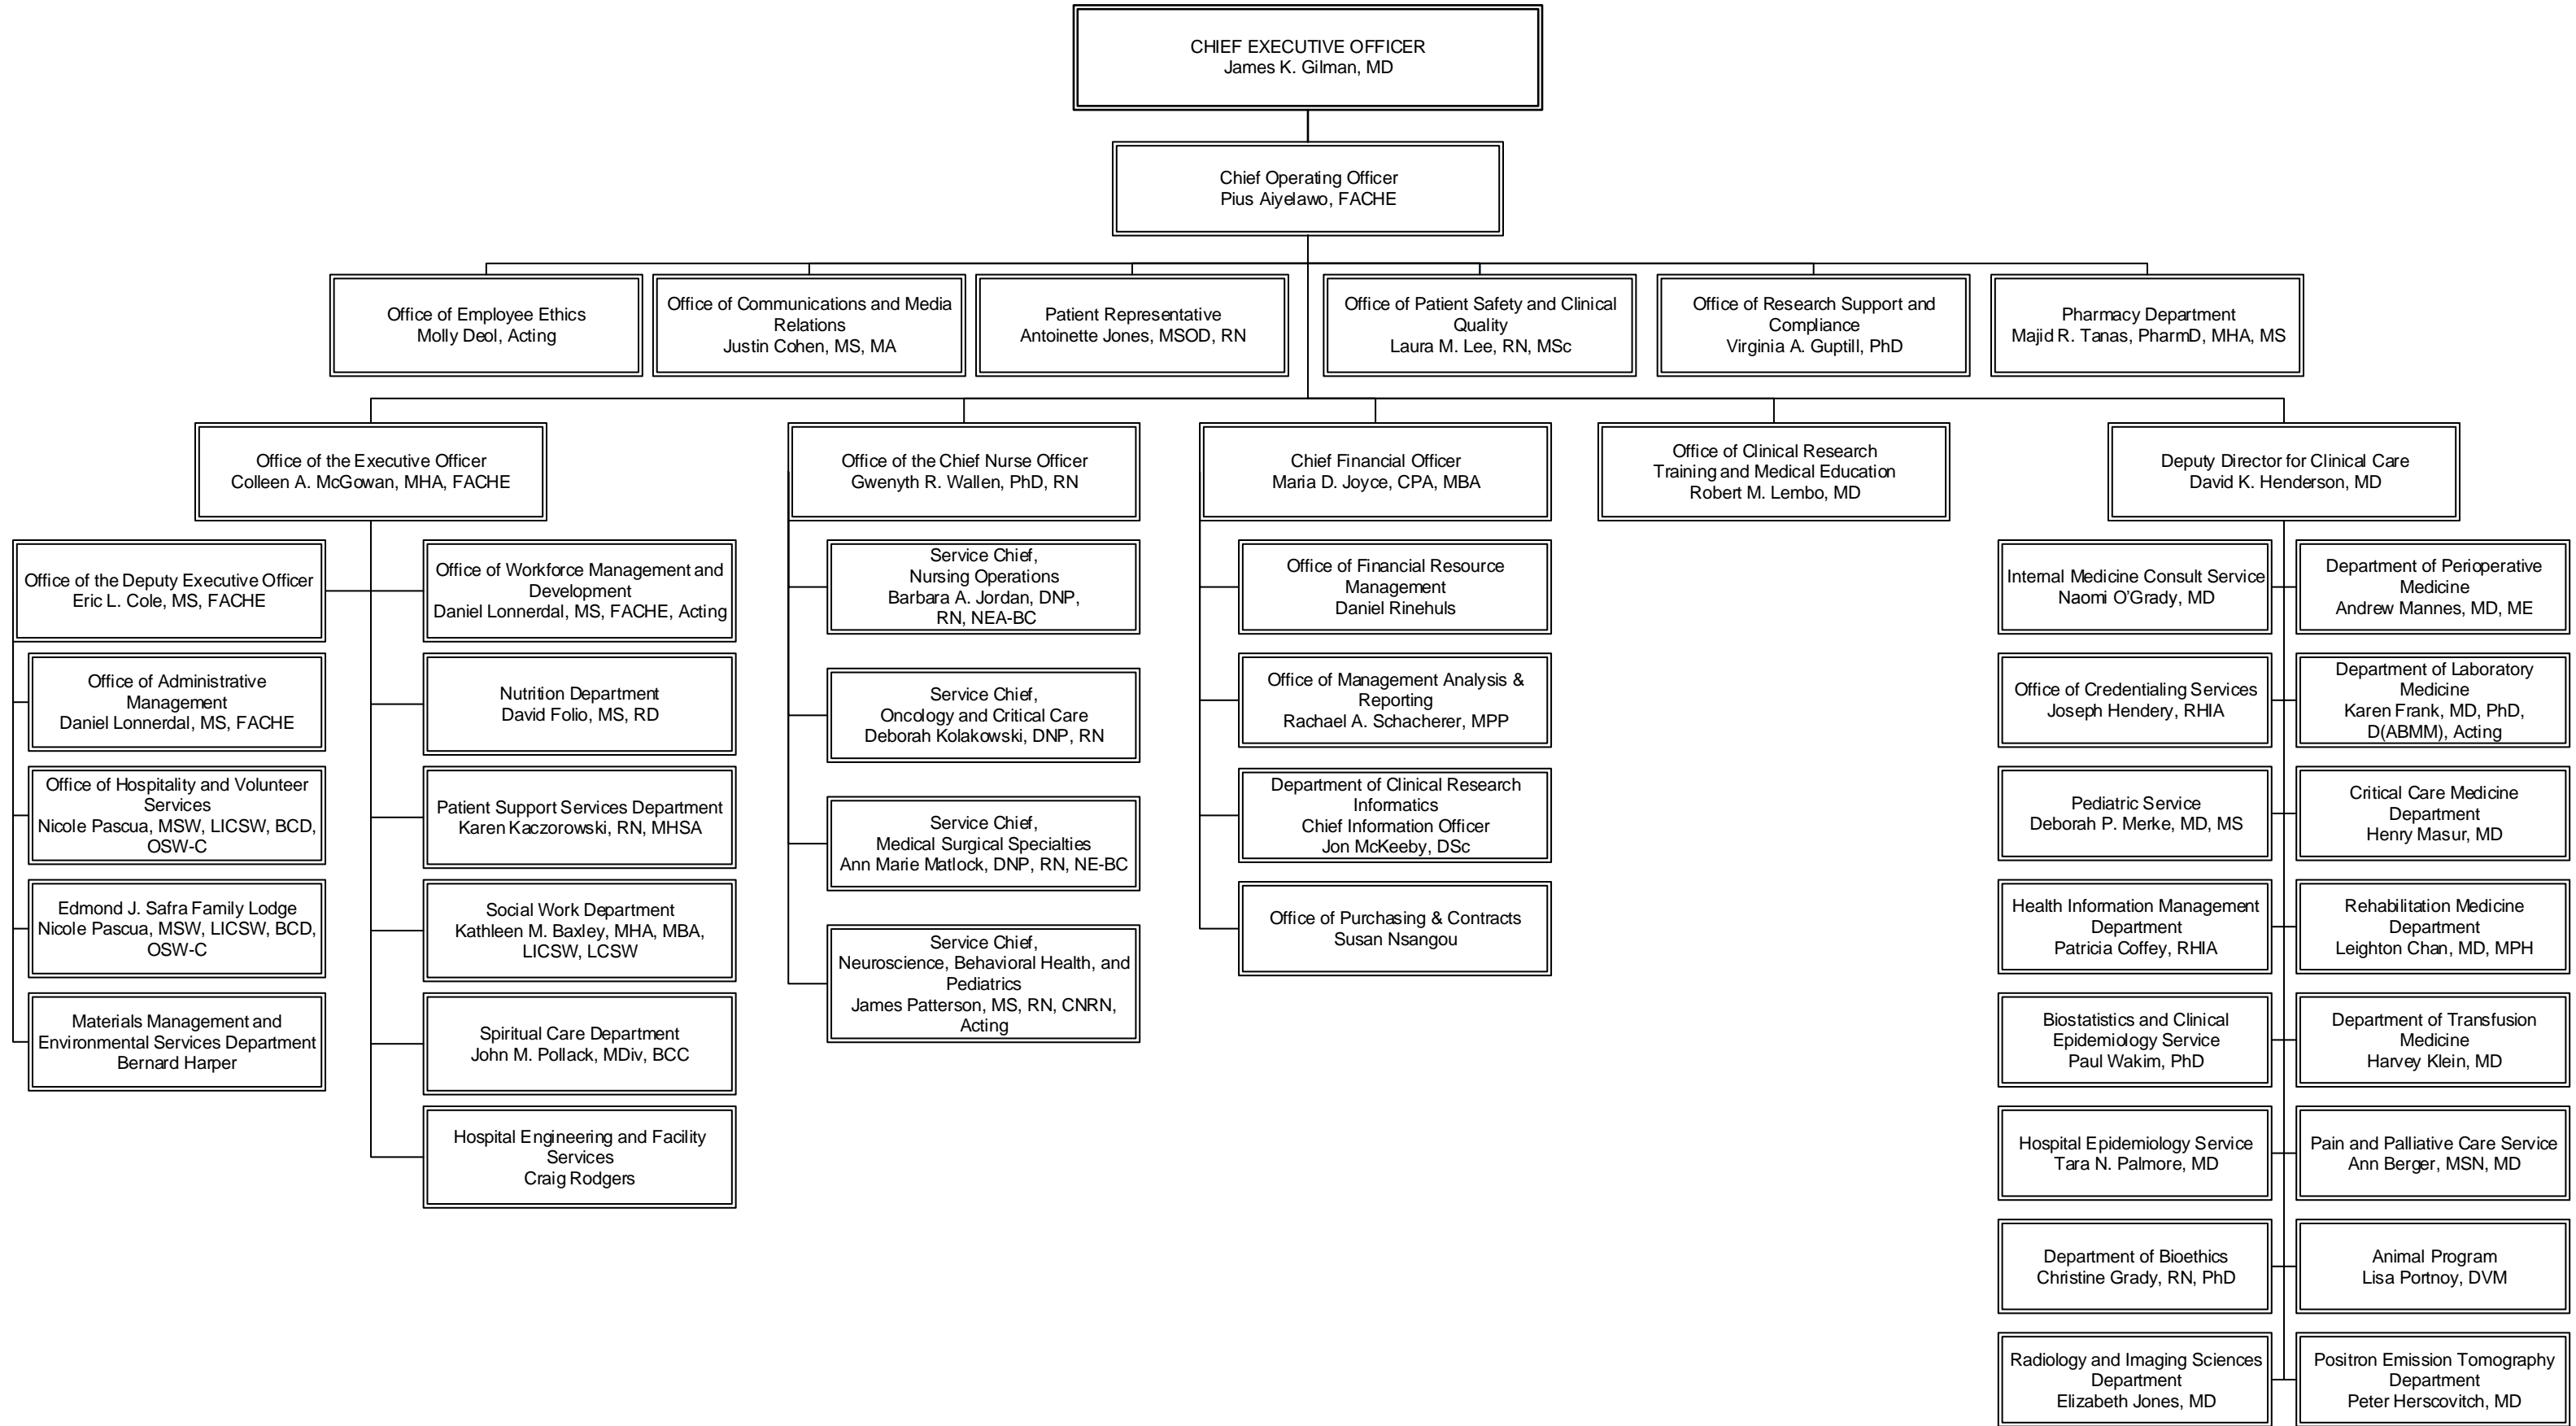 CHIEF EXECUTIVE OFFICER
James K. Gilman, MD
Chief Operating Officer
Pius Aiyelawo, FACHE
Office of Employee Ethics
Molly Deol, Acting
Office of Communications and Media
Relations
Justin Cohen, MS, MA
Patient Representative
Antoinette Jones, MSOD, RN
Office of Patient Safety and Clinical
Quality
Laura M. Lee, RN, MSc
Office of Research Support and
Compliance
Virginia A. Guptill, PhD
Pharmacy Department
Majid R. Tanas, PharmD, MHA, MS
Office of the Executive Officer
Colleen A. McGowan, MHA, FACHE
Office of the Deputy Executive Officer
Eric L. Cole, MS, FACHE
Office of Administrative
Management
Daniel Lonnerdal, MS, FACHE
Office of Hospitality and Volunteer
Services
Nicole Pascua, MSW, LICSW, BCD,
OSW-C
Edmond J. Safra Family Lodge
Nicole Pascua, MSW, LICSW, BCD,
OSW-C
Materials Management and
Environmental Services Department
Bernard Harper
Office of Workforce Management and
Development
Daniel Lonnerdal, MS, FACHE, Acting
Nutrition Department
David Folio, MS, RD
Patient Support Services Department
Karen Kaczorowski, RN, MHSA
Social Work Department
Kathleen M. Baxley, MHA, MBA,
LICSW, LCSW
Spiritual Care Department
John M. Pollack, MDiv, BCC
Hospital Engineering and Facility
Services
Craig Rodgers
Office of the Chief Nurse Officer
Gwenyth R. Wallen, PhD, RN
Service Chief,
Nursing Operations
Barbara A. Jordan, DNP,
RN, NEA-BC
Service Chief,
Oncology and Critical Care
Deborah Kolakowski, DNP, RN
Service Chief,
Medical Surgical Specialties
Ann Marie Matlock, DNP, RN, NE-BC
Service Chief,
Neuroscience, Behavioral Health, and
Pediatrics
James Patterson, MS, RN, CNRN,
Acting
Chief Financial Officer
Maria D. Joyce, CPA, MBA
Office of Financial Resource
Management
Daniel Rinehuls
Office of Management Analysis &
Reporting
Rachael A. Schacherer, MPP
Department of Clinical Research
Informatics
Chief Information Officer
Jon McKeeby, DSc
Office of Purchasing & Contracts
Susan Nsangou
Office of Clinical Research
Training and Medical Education
Robert M. Lembo, MD
Deputy Director for Clinical Care
David K. Henderson, MD
Internal Medicine Consult Service
Naomi O'Grady, MD
Department of Perioperative
Medicine
Andrew Mannes, MD, ME
Office of Credentialing Services
Joseph Hendery, RHIA
Department of Laboratory
Medicine
Karen Frank, MD, PhD,
D(ABMM), Acting
Pediatric Service
Deborah P. Merke, MD, MS
Critical Care Medicine
Department
Henry Masur, MD
Health Information Management
Department
Patricia Coffey, RHIA
Rehabilitation Medicine
Department
Leighton Chan, MD, MPH
Biostatistics and Clinical
Epidemiology Service
Paul Wakim, PhD
Department of Transfusion
Medicine
Harvey Klein, MD
Hospital Epidemiology Service
Tara N. Palmore, MD
Pain and Palliative Care Service
Ann Berger, MSN, MD
Department of Bioethics
Christine Grady, RN, PhD
Animal Program
Lisa Portnoy, DVM
Radiology and Imaging Sciences
Department
Elizabeth Jones, MD
Positron Emission Tomography
Department
Peter Herscovitch, MD